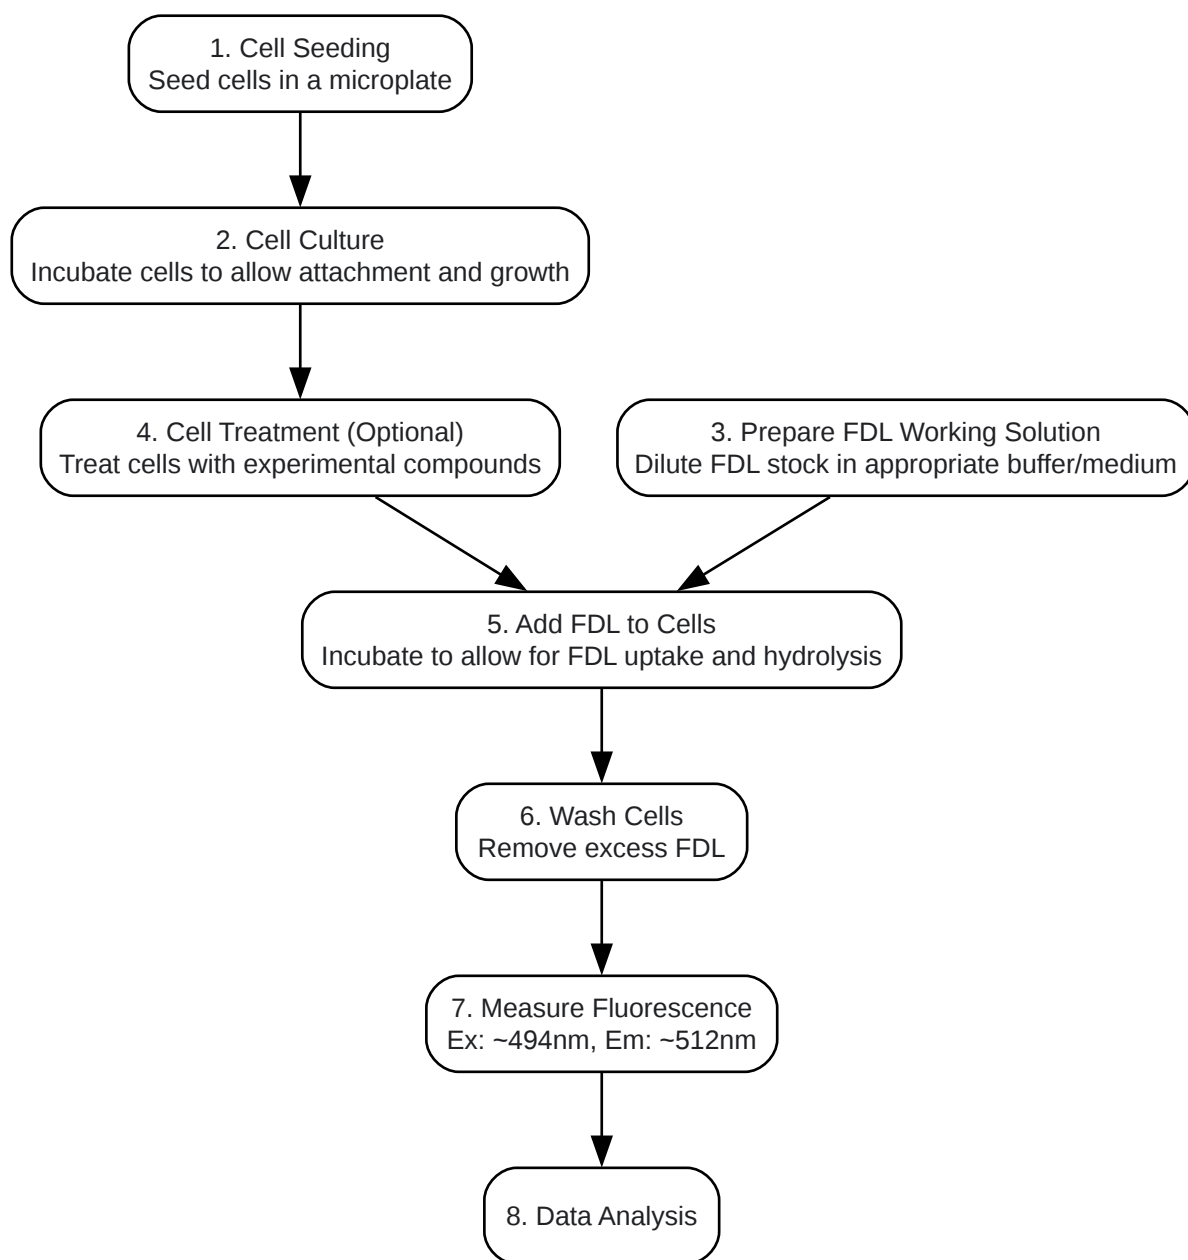 1. Cell Seeding
Seed cells in a microplate
2. Cell Culture
Incubate cells to allow attachment and growth
4. Cell Treatment (Optional)
Treat cells with experimental compounds
3. Prepare FDL Working Solution
Dilute FDL stock in appropriate buffer/medium
5. Add FDL to Cells
Incubate to allow for FDL uptake and hydrolysis
6. Wash Cells
Remove excess FDL
7. Measure Fluorescence
Ex: ~494nm, Em: ~512nm
8. Data Analysis